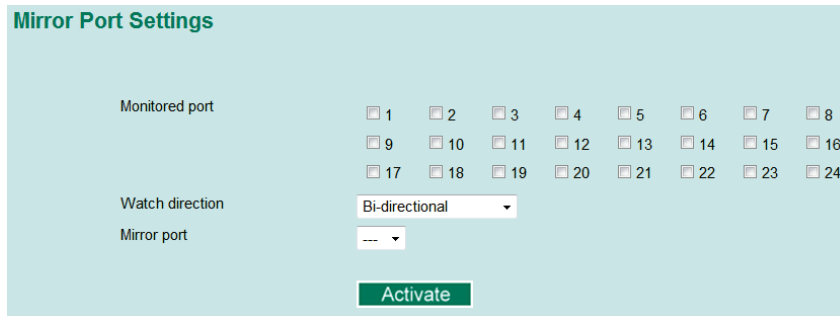 Mirror Port Settings
Monitored port
1 2 3 4 5 6 7 8
9 10 11 12 13 14 15 16
17 18 19 20 21 22 23 24
Watch direction Bi-directional
Mirror port ---
Activate